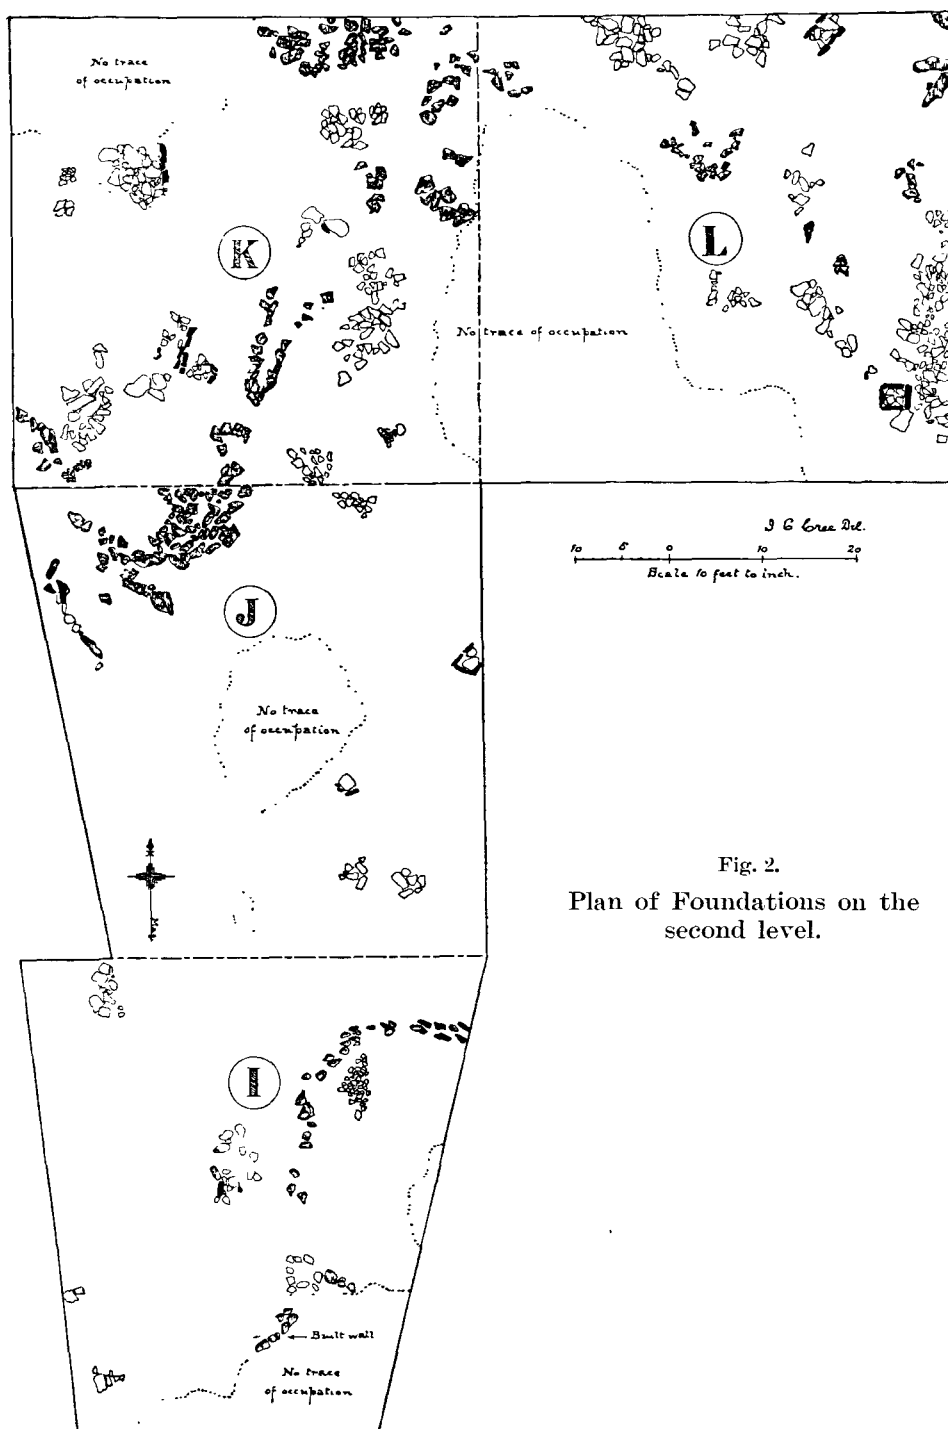 No trace
of occupation
K
L
No trace of occupation
J G Cree Del.
10 5 0 10 20
Scale 10 feet to inch.
J
No trace
of occupation
Fig. 2.
Plan of Foundations on the
second level.
I
Built wall
No trace
of occupation